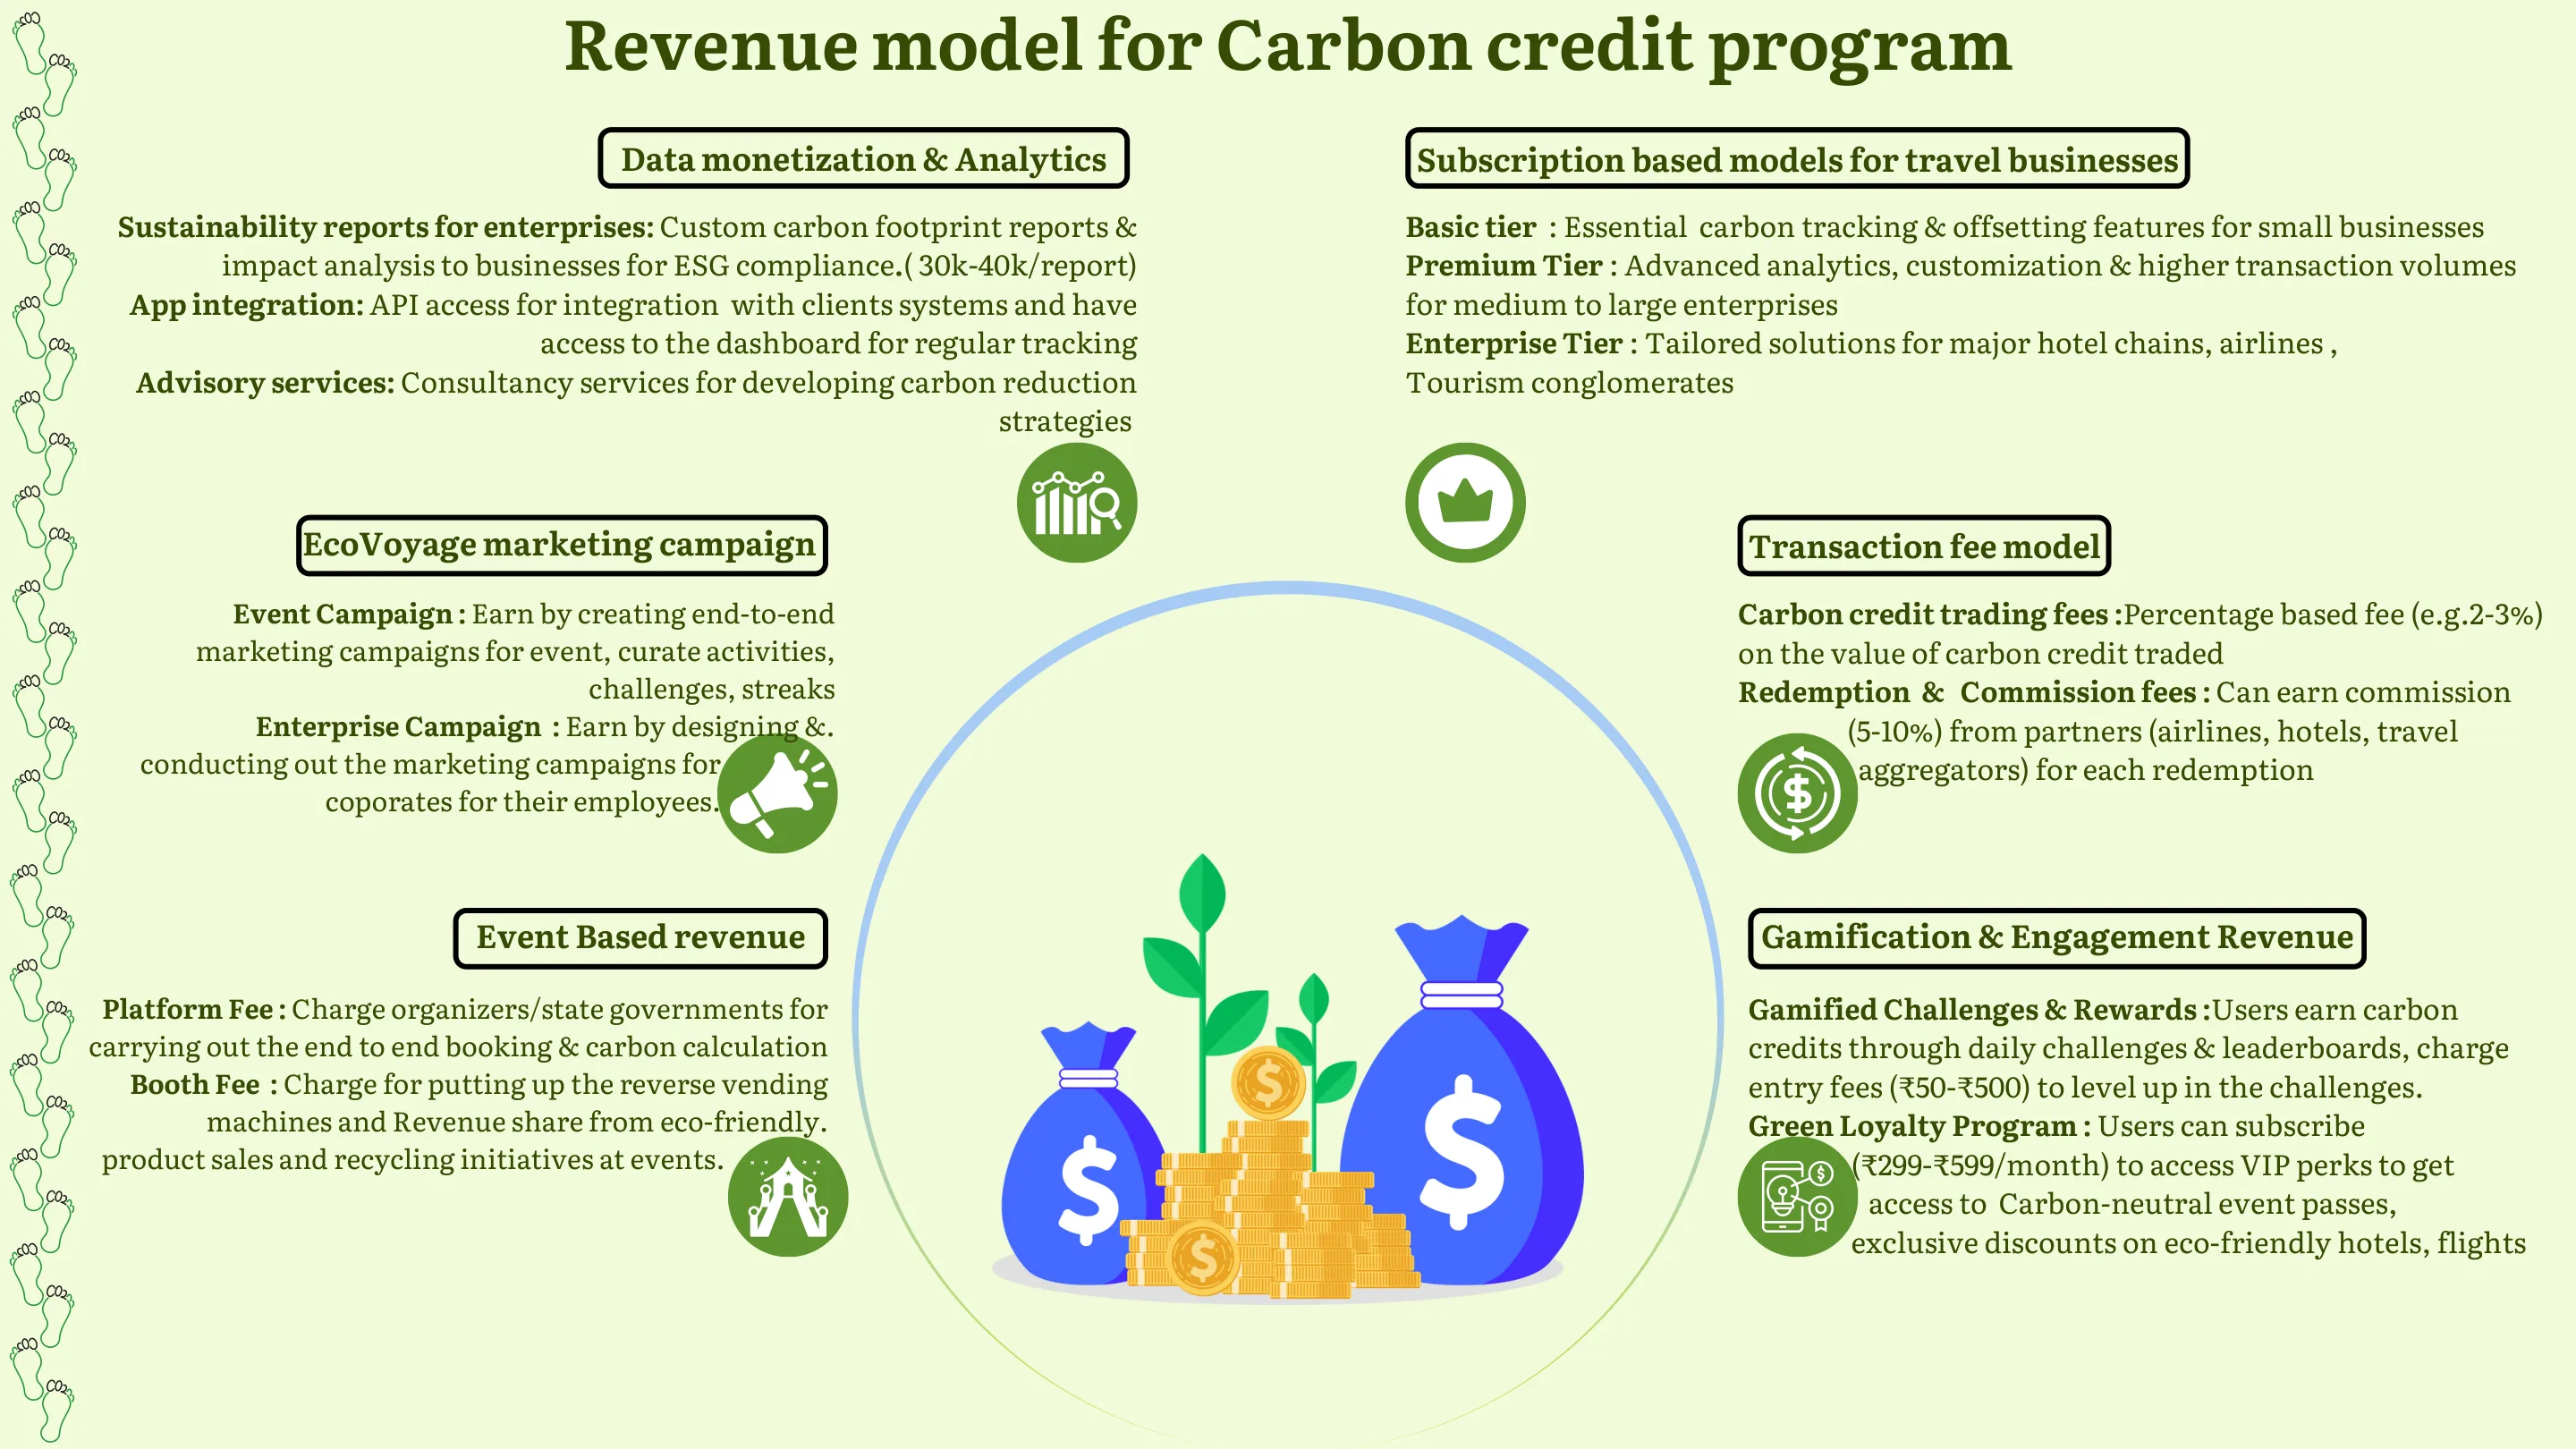 Revenue model for Carbon credit program
Data monetization & Analytics
Sustainability reports for enterprises: Custom carbon footprint reports &
impact analysis to businesses for ESG compliance.( 30k-40k/report)
App integration: API access for integration with clients systems and have
access to the dashboard for regular tracking
Advisory services: Consultancy services for developing carbon reduction
strategies
Subscription based models for travel businesses
Basic tier : Essential carbon tracking & offsetting features for small businesses
Premium Tier : Advanced analytics, customization & higher transaction volumes
for medium to large enterprises
Enterprise Tier : Tailored solutions for major hotel chains, airlines ,
Tourism conglomerates
EcoVoyage marketing campaign
Event Campaign : Earn by creating end-to-end
marketing campaigns for event, curate activities,
challenges, streaks
Enterprise Campaign : Earn by designing &.
conducting out the marketing campaigns for
coporates for their employees.
Transaction fee model
Carbon credit trading fees :Percentage based fee (e.g.2-3%)
on the value of carbon credit traded
Redemption & Commission fees : Can earn commission
(5-10%) from partners (airlines, hotels, travel
aggregators) for each redemption
Event Based revenue
Platform Fee : Charge organizers/state governments for
carrying out the end to end booking & carbon calculation
Booth Fee : Charge for putting up the reverse vending
machines and Revenue share from eco-friendly.
product sales and recycling initiatives at events.
Gamification & Engagement Revenue
Gamified Challenges & Rewards :Users earn carbon
credits through daily challenges & leaderboards, charge
entry fees (₹50-₹500) to level up in the challenges.
Green Loyalty Program : Users can subscribe
(₹299-₹599/month) to access VIP perks to get
access to Carbon-neutral event passes,
exclusive discounts on eco-friendly hotels, flights